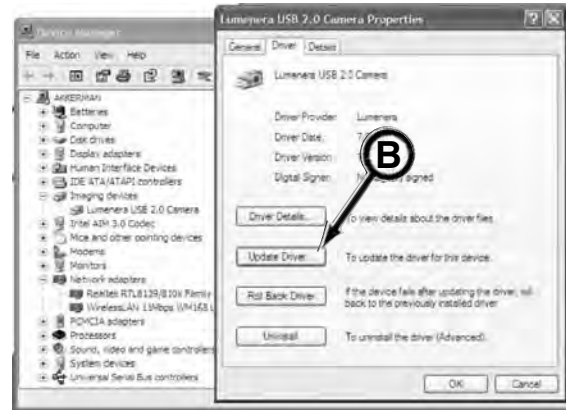 Device Manager
File Action View Help
ANKERMAN
Batteries
Computer
Disk drives
Display adapters
Human Interface Devices
IDE ATA/ATAPI controllers
Imaging devices
Lumenera USB 2.0 Camera
Intel AIM 3.0 Codec
Mice and other pointing devices
Modems
Monitors
Network adapters
Realtek RTL8139/810x Family
WirelessLAN 11Mbps WM168
PCMCIA adapters
Processors
Sound, video and game controllers
System devices
Universal Serial Bus controllers
Lumenera USB 2.0 Camera Properties
General Driver Details
Lumenera USB 2.0 Camera
Driver Provider: Lumenera
Driver Date:
Driver Version:
Digital Signer: signed
B
Driver Details... To view details about the driver files.
Update Driver... To update the driver for this device.
Roll Back Driver If the device fails after updating the driver, roll
back to the previously installed driver.
Uninstall To uninstall the driver (Advanced).
OK Cancel